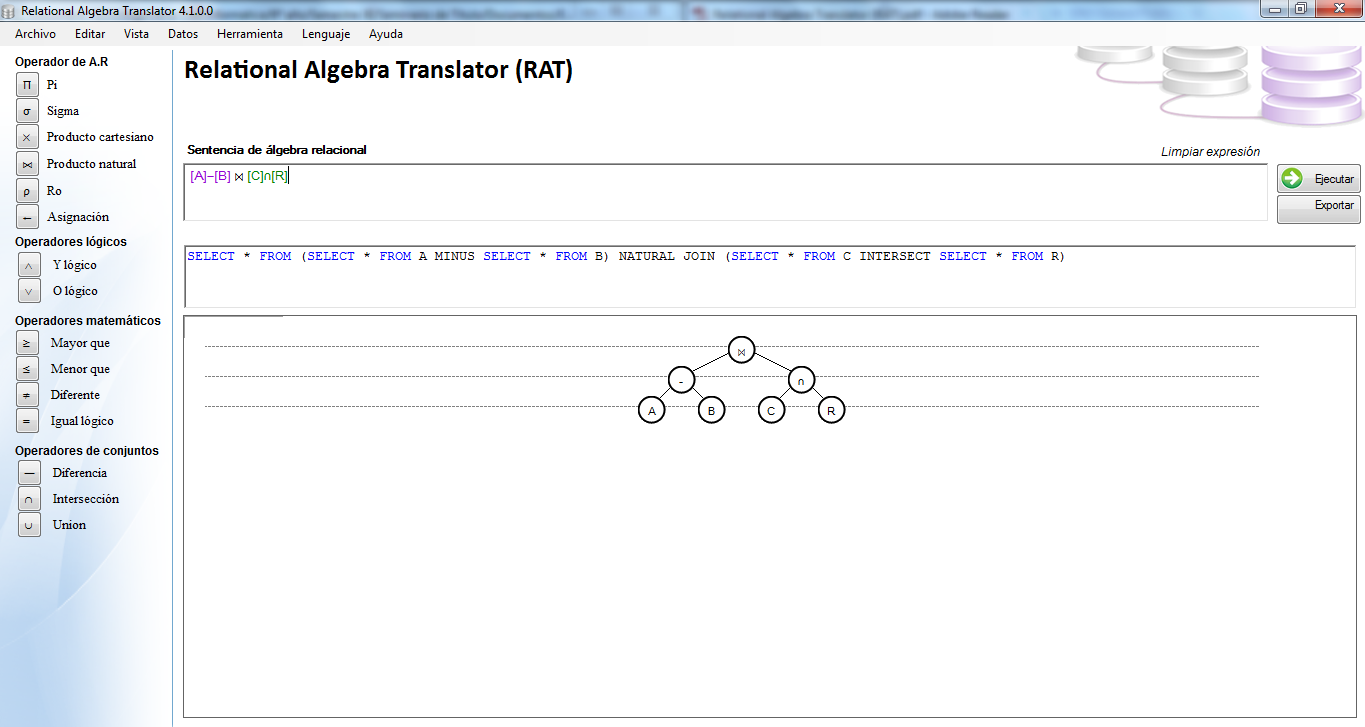 Relational Algebra Translator 4.1.0.0
Archivo Editar Vista Datos Herramienta Lenguaje Ayuda
Operador de A.R
π Pi
σ Sigma
× Producto cartesiano
⋈ Producto natural
ρ Ro
← Asignación
Operadores lógicos
∧ Y lógico
∨ O lógico
Operadores matemáticos
≥ Mayor que
≤ Menor que
≠ Diferente
= Igual lógico
Operadores de conjuntos
— Diferencia
∩ Intersección
∪ Union
Relational Algebra Translator (RAT)
Sentencia de álgebra relacional
Limpiar expresión
[A]−[B] ⋈ [C]∩[R]
Ejecutar
Exportar
SELECT * FROM (SELECT * FROM A MINUS SELECT * FROM B) NATURAL JOIN (SELECT * FROM C INTERSECT SELECT * FROM R)
⋈
- ∩
A B C R